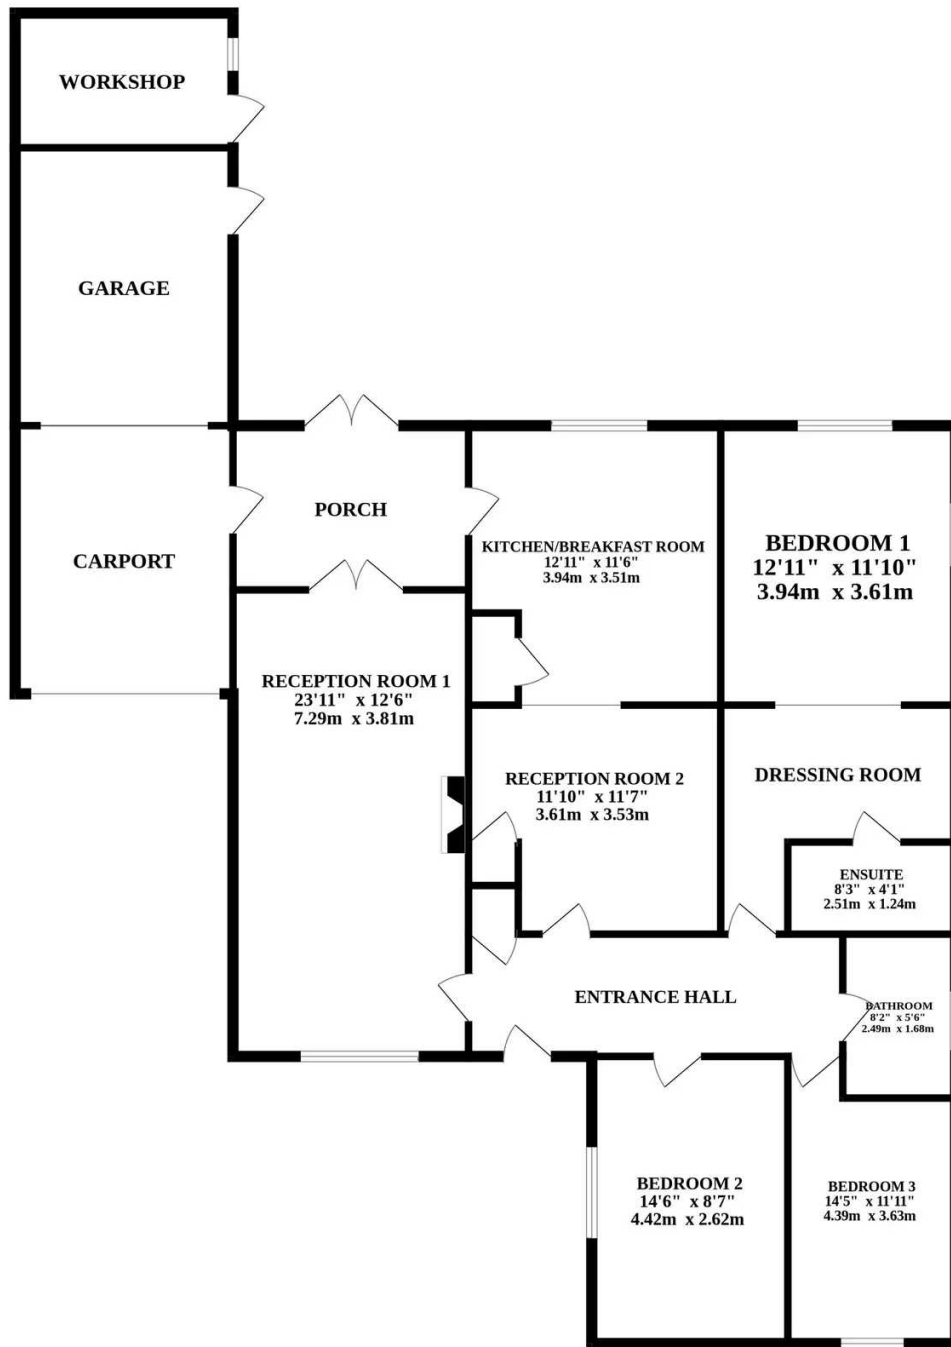 WORKSHOP
GARAGE
PORCH
CARPORT
KITCHEN/BREAKFAST ROOM
12'11" x 11'6"
3.94m x 3.51m
BEDROOM 1
12'11" x 11'10"
3.94m x 3.61m
RECEPTION ROOM 1
23'11" x 12'6"
7.29m x 3.81m
RECEPTION ROOM 2
11'10" x 11'7"
3.61m x 3.53m
DRESSING ROOM
ENSUITE
8'3" x 4'1"
2.51m x 1.24m
ENTRANCE HALL
BATHROOM
8'2" x 5'6"
2.49m x 1.68m
BEDROOM 2
14'6" x 8'7"
4.42m x 2.62m
BEDROOM 3
14'5" x 11'11"
4.39m x 3.63m